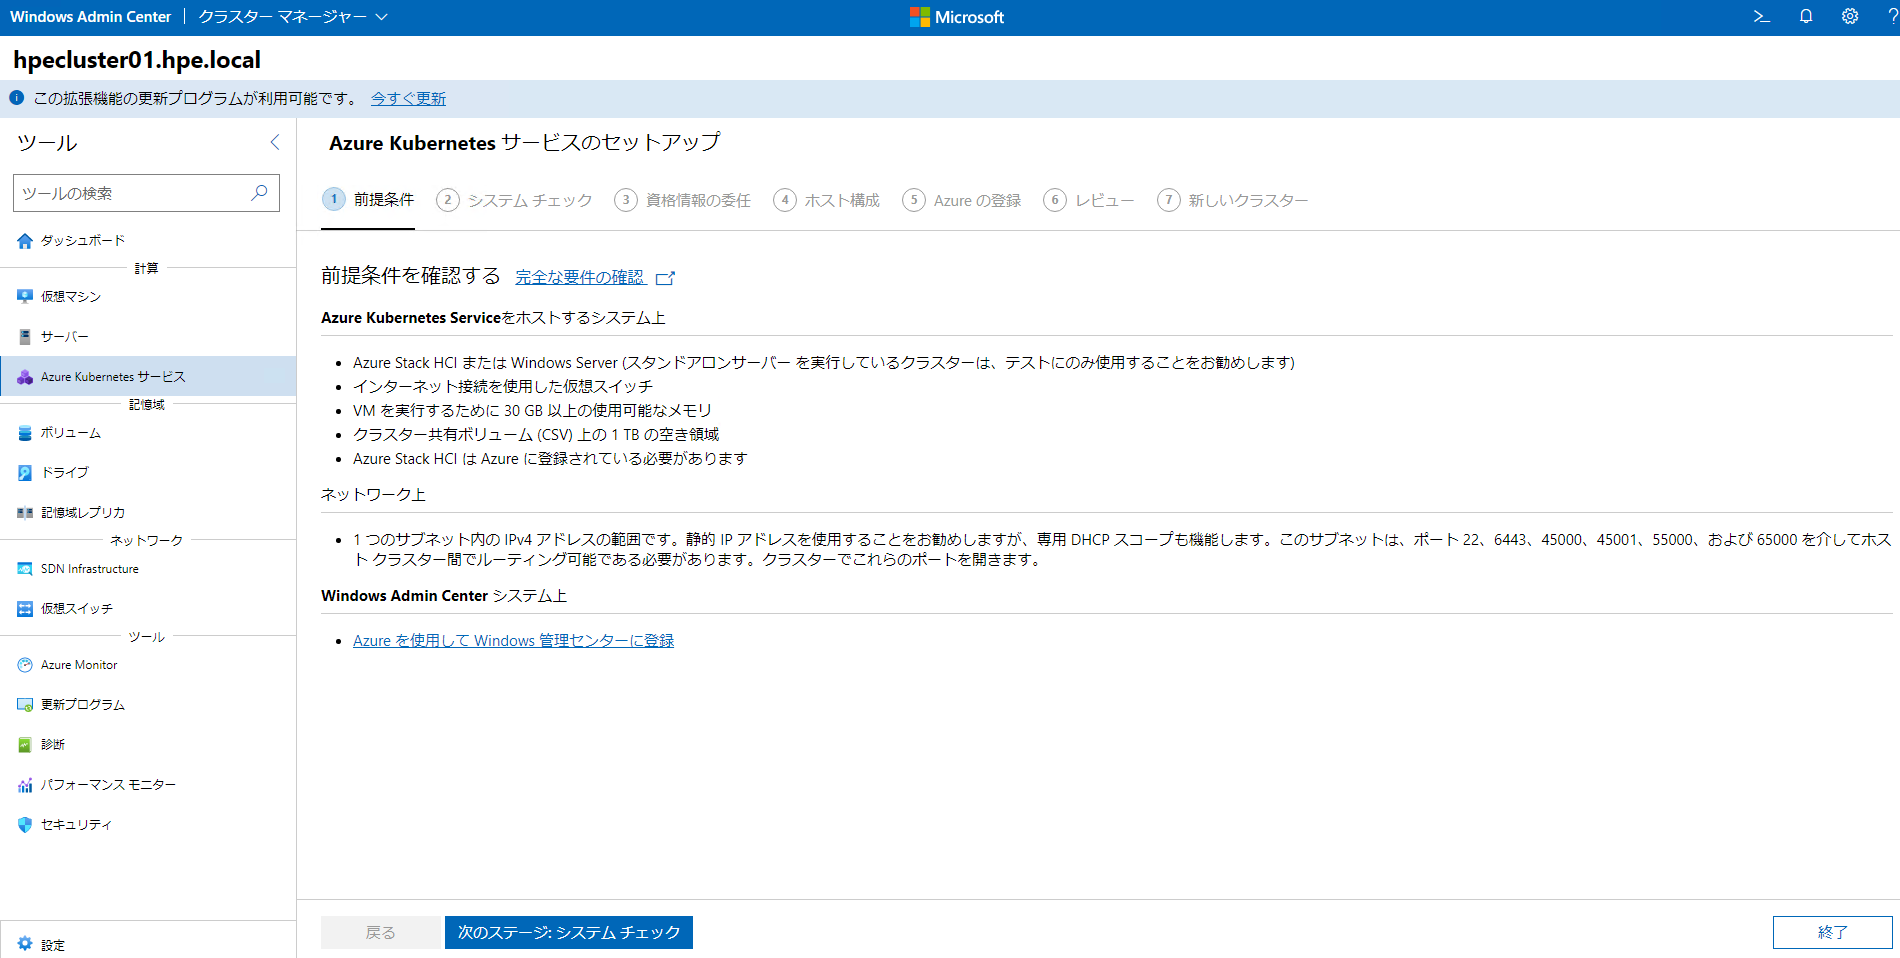 Windows Admin Center クラスター マネージャー Microsoft
hpecluster01.hpe.local
この拡張機能の更新プログラムが利用可能です。 今すぐ更新
ツール
ツールの検索
ダッシュボード
計算
仮想マシン
サーバー
Azure Kubernetes サービス
記憶域
ボリューム
ドライブ
記憶域レプリカ
ネットワーク
SDN Infrastructure
仮想スイッチ
ツール
Azure Monitor
更新プログラム
診断
パフォーマンス モニター
セキュリティ
設定
Azure Kubernetes サービスのセットアップ
1 前提条件 2 システム チェック 3 資格情報の委任 4 ホスト構成 5 Azure の登録 6 レビュー 7 新しいクラスター
前提条件を確認する 完全な要件の確認
Azure Kubernetes Serviceをホストするシステム上
• Azure Stack HCI または Windows Server (スタンドアロンサーバー を実行しているクラスターは、テストにのみ使用することをお勧めします)
• インターネット接続を使用した仮想スイッチ
• VM を実行するために 30 GB 以上の使用可能なメモリ
• クラスター共有ボリューム (CSV) 上の 1 TB の空き領域
• Azure Stack HCI は Azure に登録されている必要があります
ネットワーク上
• 1 つのサブネット内の IPv4 アドレスの範囲です。静的 IP アドレスを使用することをお勧めしますが、専用 DHCP スコープも機能します。このサブネットは、ポート 22、6443、45000、45001、55000、および 65000 を介してホス
ト クラスター間でルーティング可能である必要があります。クラスターでこれらのポートを開きます。
Windows Admin Center システム上
• Azure を使用して Windows 管理センターに登録
戻る 次のステージ: システム チェック 終了